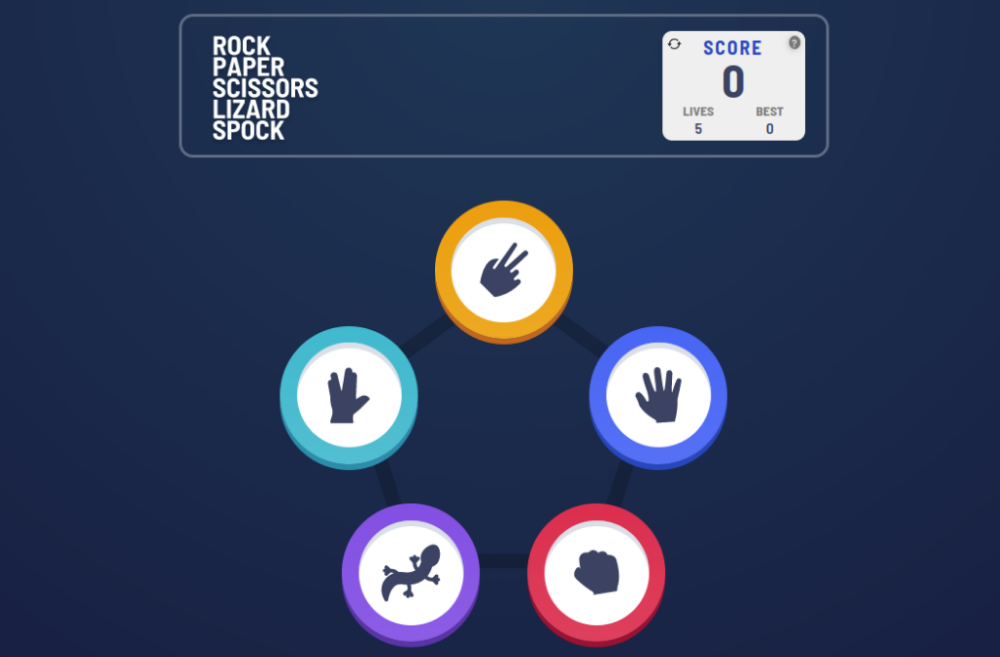 ROCK
PAPER
SCISSORS
LIZARD
SPOCK
? SCORE
0
LIVES BEST
5 0